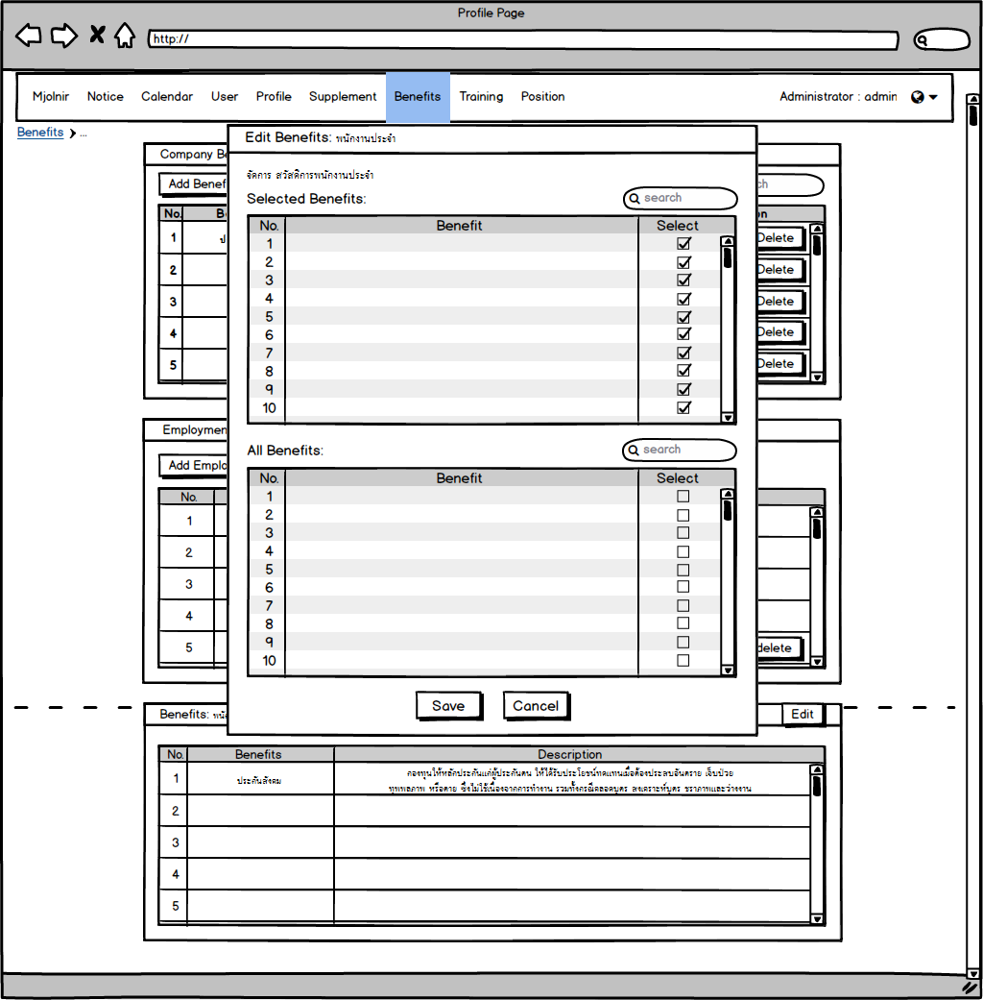 Profile Page
http://
Mjolnir Notice Calendar User Profile Supplement Benefits Training Position Administrator : admin
Benefits ...
Edit Benefits: พนักงานประจำ
Company Be
จัดการ สวัสดิการพนักงานประจำ
Add Benef
Selected Benefits:
search
ch
No. B
on
No. Benefit Select
1
2
3
4
5
6
7
8
9
10
1 ป
2
3
4
5
Delete
Delete
Delete
Delete
Delete
Employmen
All Benefits:
search
Add Emplo
No. Benefit Select
1
2
3
4
5
6
7
8
9
10
No.
1
2
3
4
5
delete
Save Cancel
Benefits: พนั
Edit
No. Benefits Description
1 ประกันสังคม กองทุนให้หลักประกันแก่ผู้ประกันตน ให้ได้รับประโยชน์ทดแทนเมื่อต้องประสบอันตราย เจ็บป่วย
ทุพพลภาพ หรือตาย ซึ่งไม่ใช่เนื่องจากการทำงาน รวมทั้งกรณีคลอดบุตร สงเคราะห์บุตร ชราภาพและว่างงาน
2
3
4
5